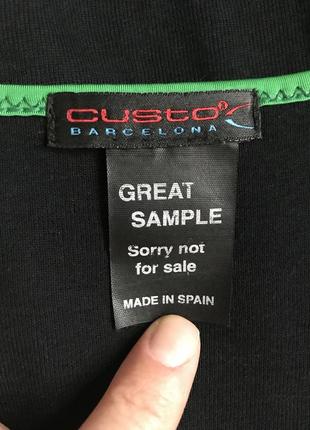 custo
BARCELONA
GREAT
SAMPLE
Sorry not
for sale
MADE IN SPAIN